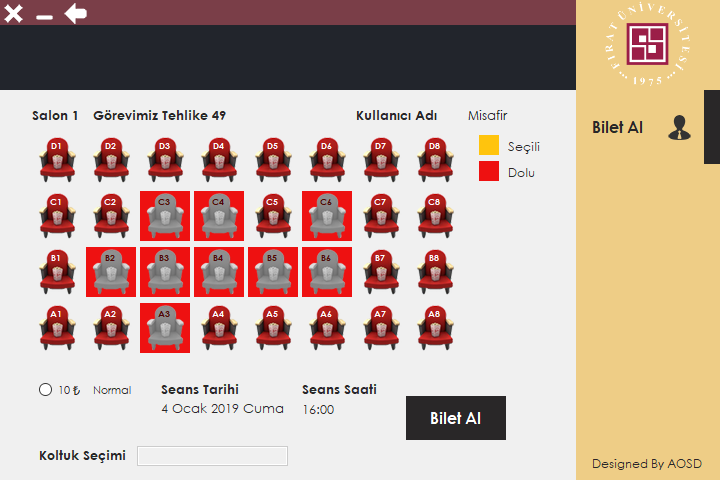 FIRAT ÜNİVERSİTESİ
1975
Salon 1 Görevimiz Tehlike 49 Kullanıcı Adı Misafir
D1 D2 D3 D4 D5 D6 D7 D8
Seçili
Dolu
C1 C2 C3 C4 C5 C6 C7 C8
B1 B2 B3 B4 B5 B6 B7 B8
A1 A2 A3 A4 A5 A6 A7 A8
10 ₺ Normal
Seans Tarihi Seans Saati
4 Ocak 2019 Cuma 16:00
Bilet Al
Koltuk Seçimi
Bilet Al
Designed By AOSD